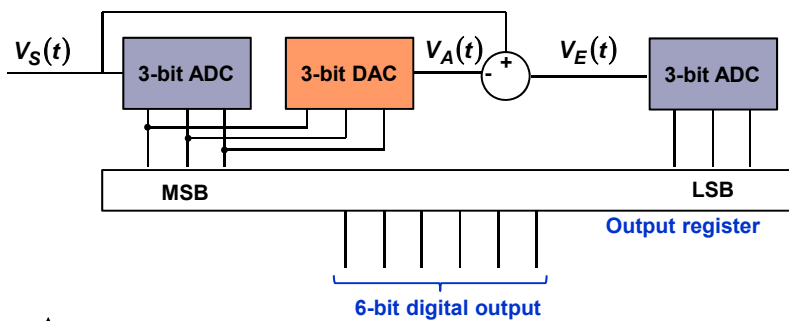 V_S(t)
3-bit ADC
3-bit DAC
V_A(t)
+
-
V_E(t)
3-bit ADC
MSB
LSB
Output register
6-bit digital output